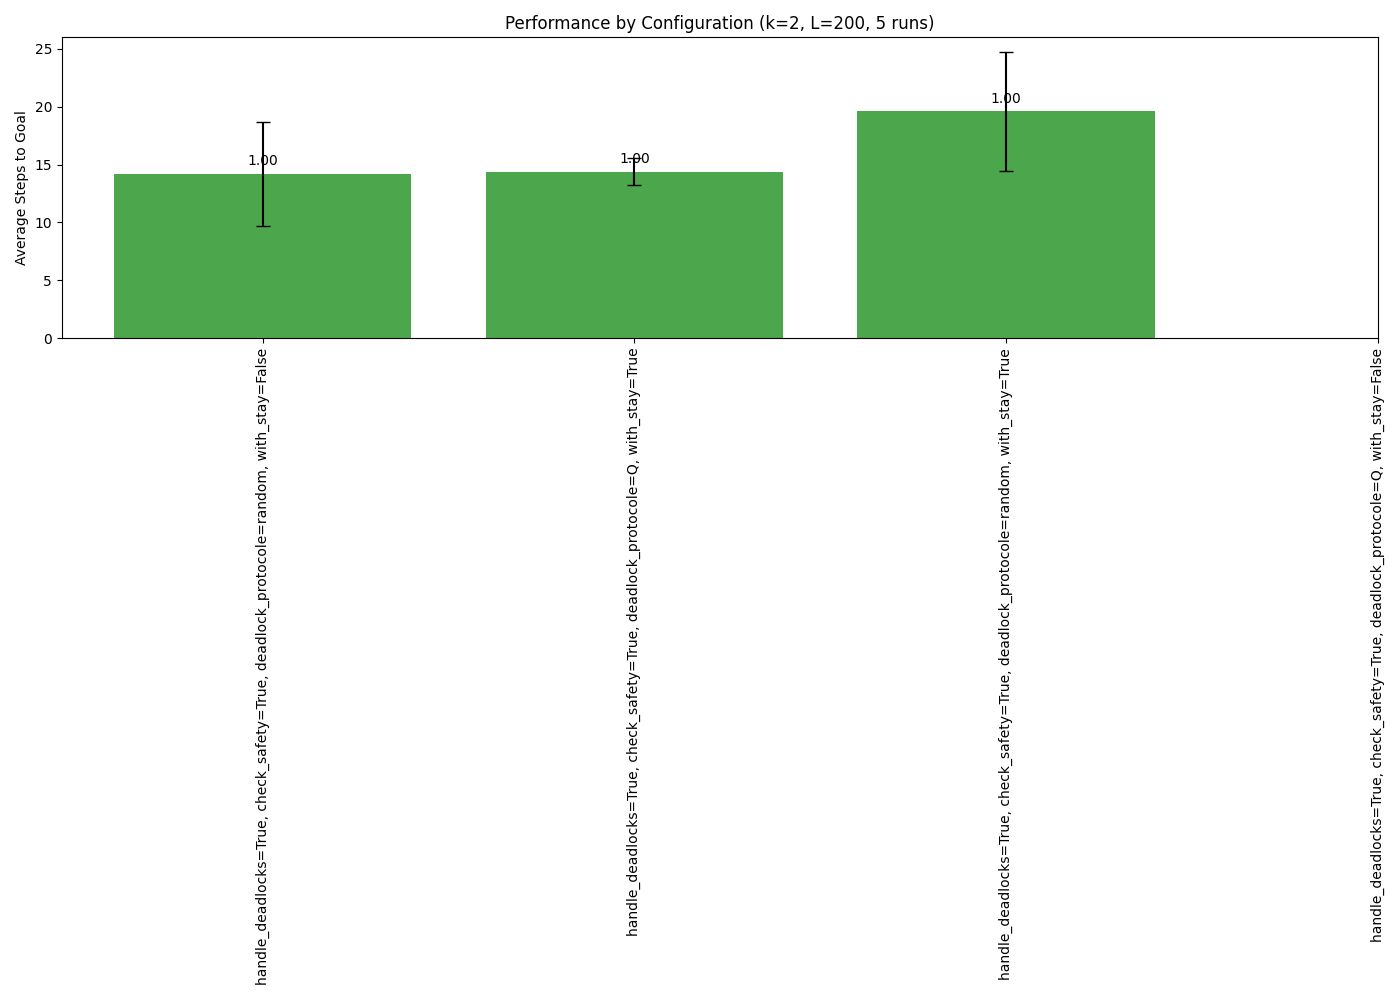 Performance by Configuration (k=2, L=200, 5 runs)
Average Steps to Goal
25
20
15
10
5
0
1.00
1.00
1.00
handle_deadlocks=True, check_safety=True, deadlock_protocole=random, with_stay=False
handle_deadlocks=True, check_safety=True, deadlock_protocole=Q, with_stay=True
handle_deadlocks=True, check_safety=True, deadlock_protocole=random, with_stay=True
handle_deadlocks=True, check_safety=True, deadlock_protocole=Q, with_stay=False